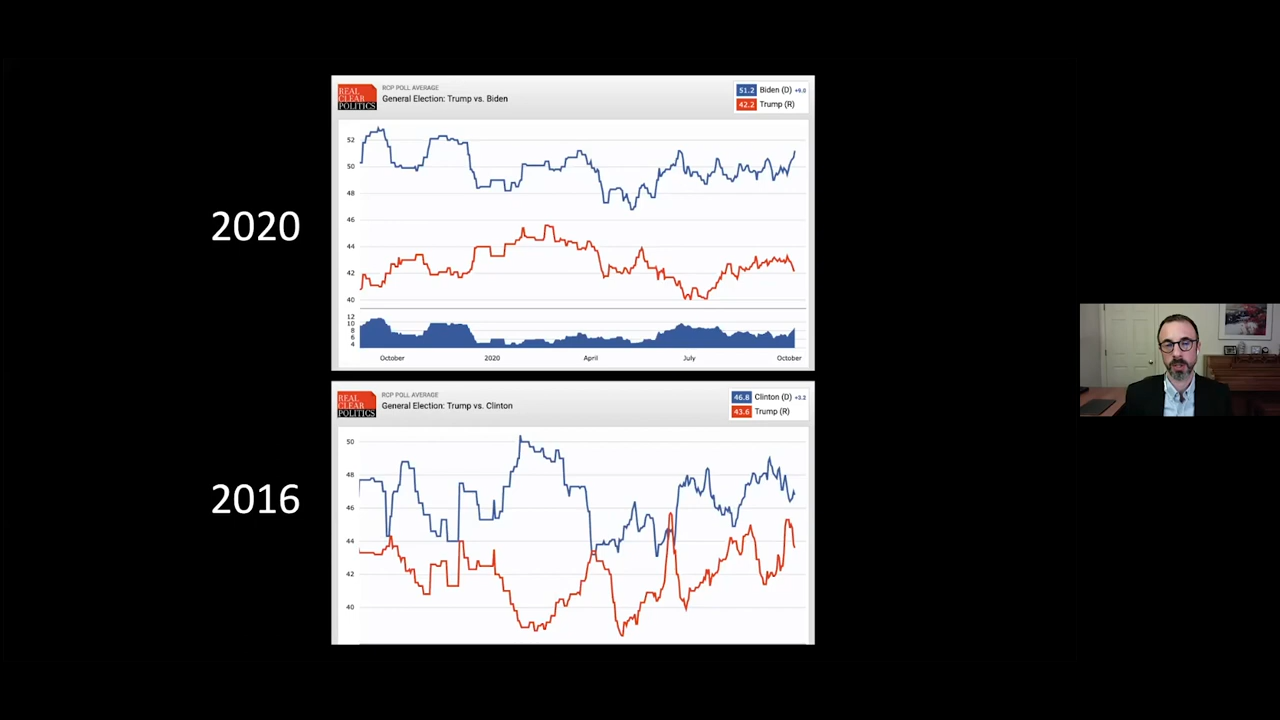 2020
REAL
CLEAR
POLITICS
RCP POLL AVERAGE
General Election: Trump vs. Biden
51.2 Biden (D) +9.0
42.2 Trump (R)
52
50
48
46
44
42
40
12
10
8
6
4
October 2020 April July October
2016
REAL
CLEAR
POLITICS
RCP POLL AVERAGE
General Election: Trump vs. Clinton
46.8 Clinton (D) +3.2
43.6 Trump (R)
50
48
46
44
42
40